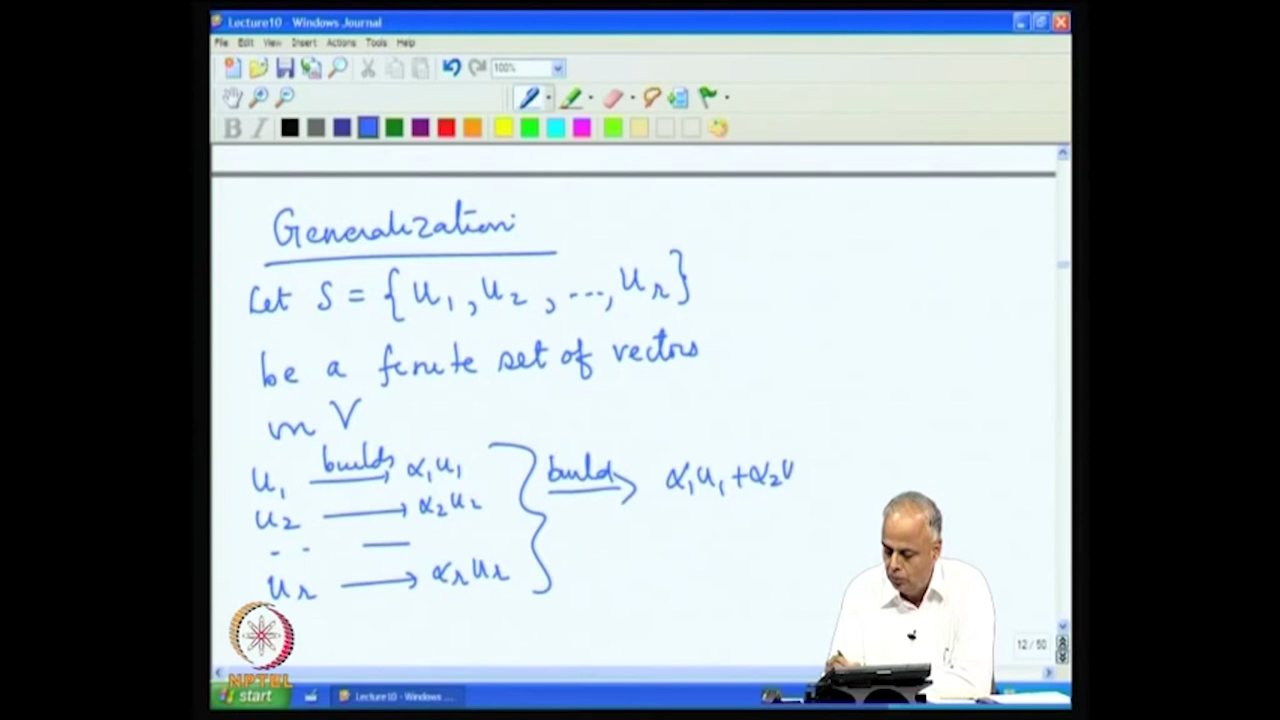 Lecture10 - Windows Journal
File Edit View Insert Actions Tools Help
100%
B I
Generalization
Let S = {u₁, u₂, ..., uᵣ}
be a finite set of vectors
in V
u₁ builds→ α₁u₁
u₂ → α₂u₂ builds→ α₁u₁+α₂u
.. —
uᵣ → αᵣuᵣ
12 / 50
NPTEL
start Lecture10 - Windows ...